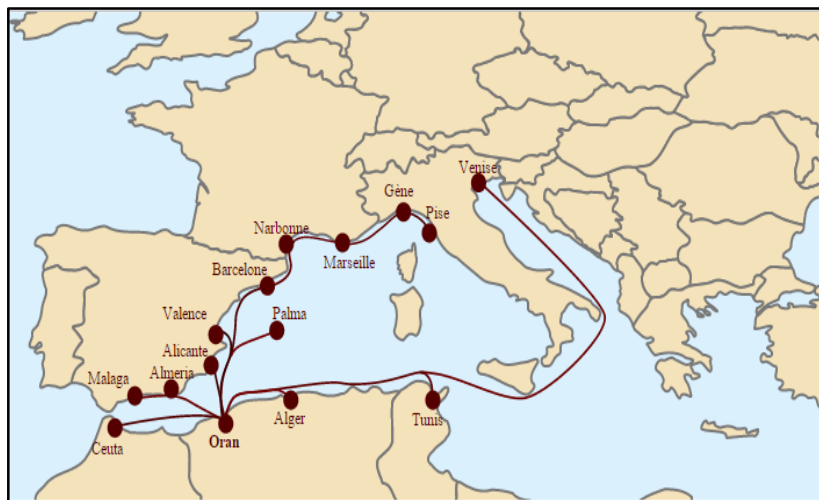 Venise
Gène
Pise
Narbonne
Marseille
Barcelone
Valence
Palma
Alicante
Malaga
Almeria
Ceuta
Oran
Alger
Tunis